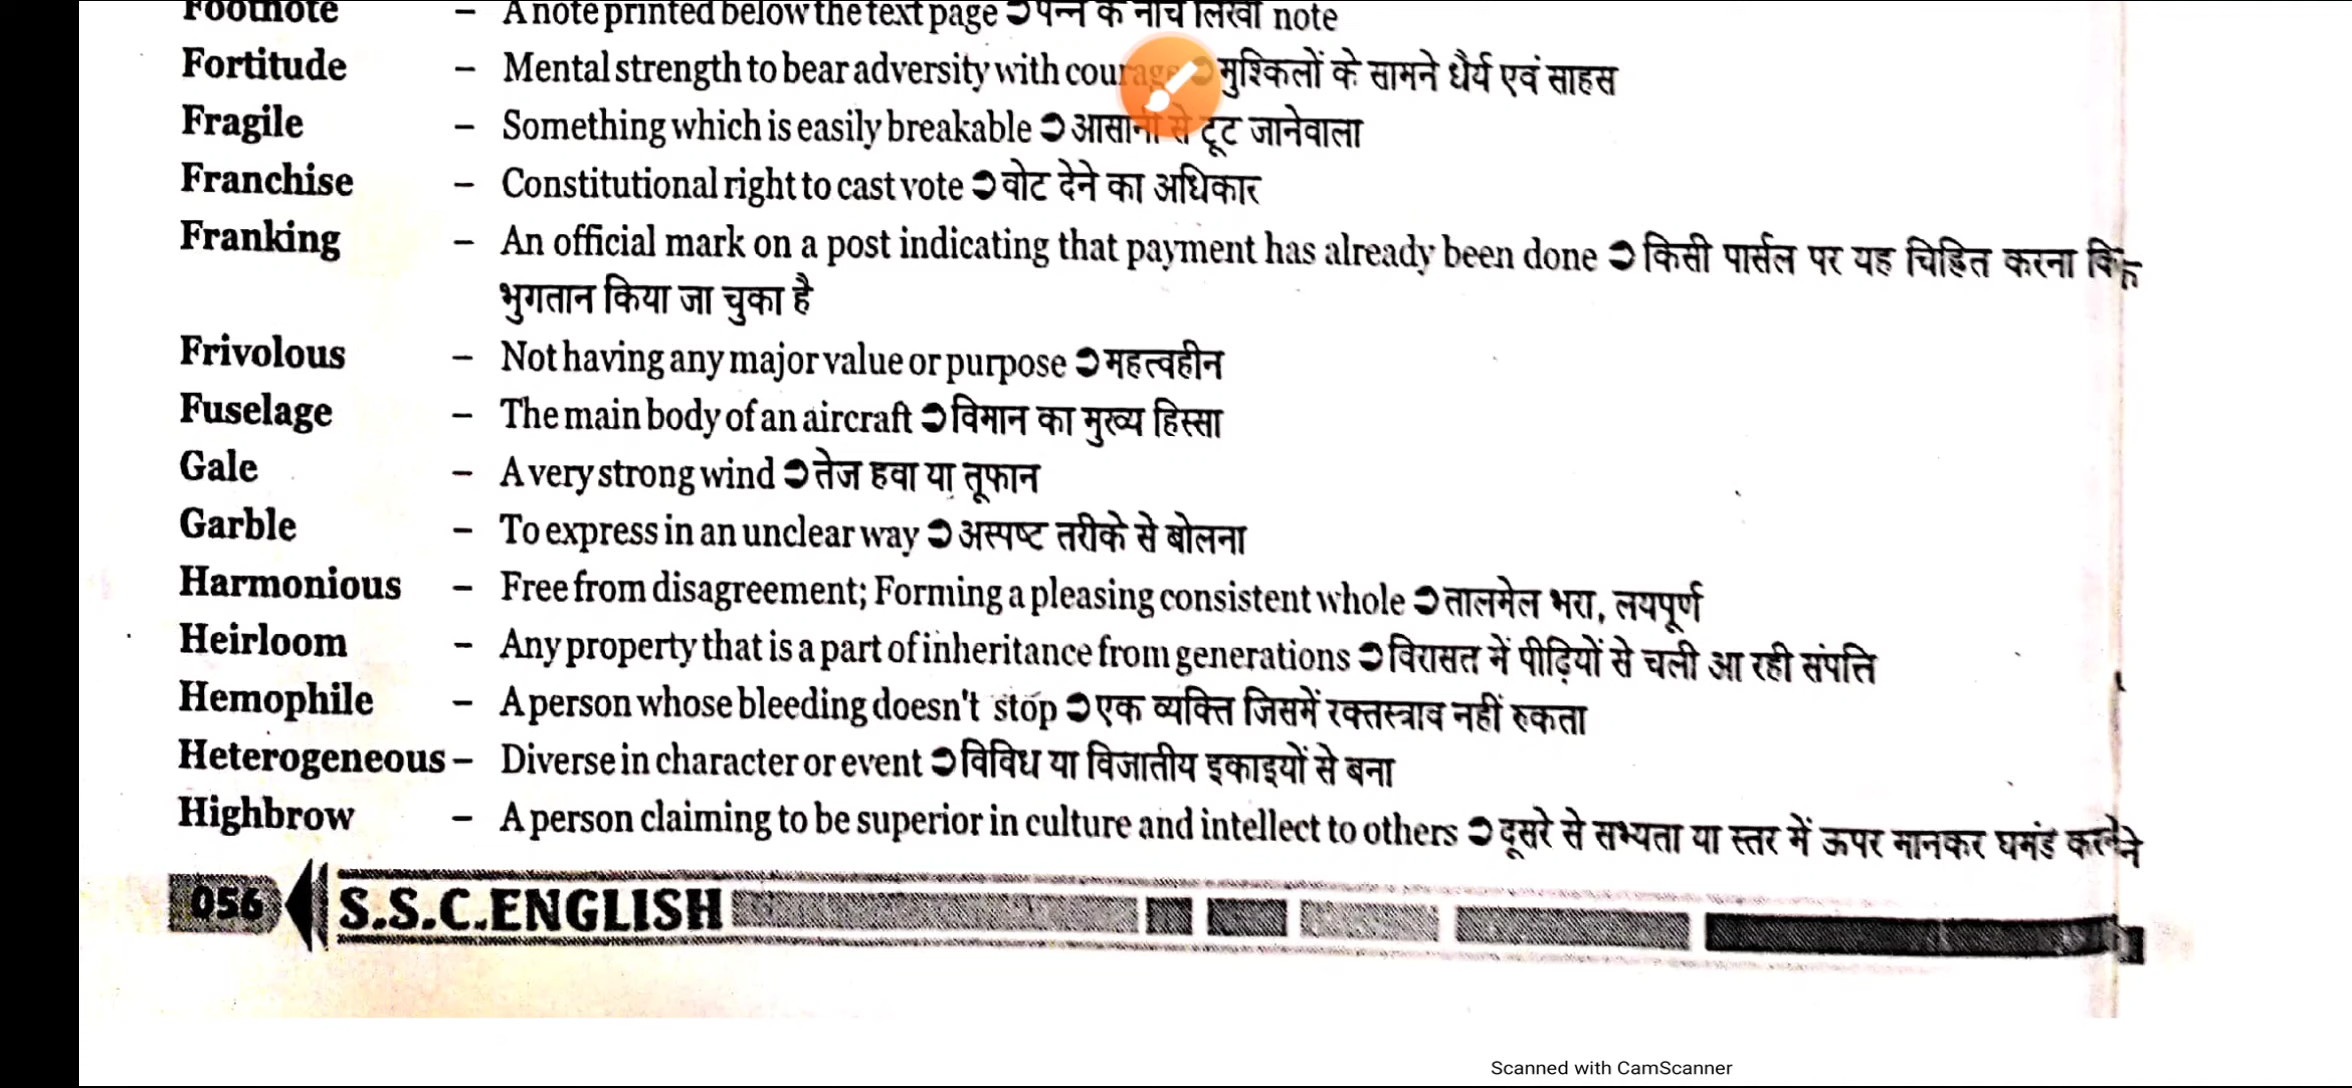 Footnote – A note printed below the text page ➲ पन्ने के नीचे लिखा note
Fortitude – Mental strength to bear adversity with courage ➲ मुश्किलों के सामने धैर्य एवं साहस
Fragile – Something which is easily breakable ➲ आसानी से टूट जानेवाला
Franchise – Constitutional right to cast vote ➲ वोट देने का अधिकार
Franking – An official mark on a post indicating that payment has already been done ➲ किसी पार्सल पर यह चिह्नित करना कि
भुगतान किया जा चुका है
Frivolous – Not having any major value or purpose ➲ महत्वहीन
Fuselage – The main body of an aircraft ➲ विमान का मुख्य हिस्सा
Gale – A very strong wind ➲ तेज हवा या तूफान
Garble – To express in an unclear way ➲ अस्पष्ट तरीके से बोलना
Harmonious – Free from disagreement; Forming a pleasing consistent whole ➲ तालमेल भरा, लयपूर्ण
Heirloom – Any property that is a part of inheritance from generations ➲ विरासत में पीढ़ियों से चली आ रही संपत्ति
Hemophile – A person whose bleeding doesn't stop ➲ एक व्यक्ति जिसमें रक्तस्त्राव नहीं रुकता
Heterogeneous – Diverse in character or event ➲ विविध या विजातीय इकाइयों से बना
Highbrow – A person claiming to be superior in culture and intellect to others ➲ दूसरे से सभ्यता या स्तर में ऊपर मानकर घमंड करने
056 S.S.C.ENGLISH
Scanned with CamScanner